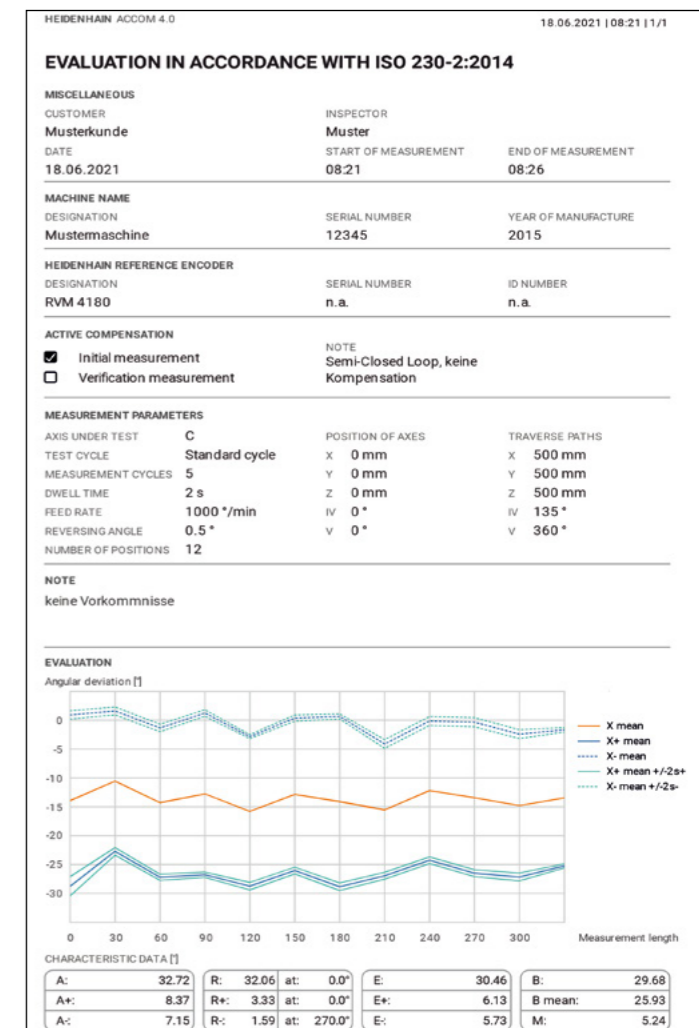 HEIDENHAIN ACCOM 4.0
18.06.2021 | 08:21 | 1/1
EVALUATION IN ACCORDANCE WITH ISO 230-2:2014
MISCELLANEOUS
CUSTOMER INSPECTOR
Musterkunde Muster
DATE START OF MEASUREMENT END OF MEASUREMENT
18.06.2021 08:21 08:26
MACHINE NAME
DESIGNATION SERIAL NUMBER YEAR OF MANUFACTURE
Mustermaschine 12345 2015
HEIDENHAIN REFERENCE ENCODER
DESIGNATION SERIAL NUMBER ID NUMBER
RVM 4180 n.a. n.a.
ACTIVE COMPENSATION
NOTE
Initial measurement Semi-Closed Loop, keine
Verification measurement Kompensation
MEASUREMENT PARAMETERS
AXIS UNDER TEST C POSITION OF AXES TRAVERSE PATHS
TEST CYCLE Standard cycle X 0 mm X 500 mm
MEASUREMENT CYCLES 5 Y 0 mm Y 500 mm
DWELL TIME 2 s Z 0 mm Z 500 mm
FEED RATE 1000 °/min IV 0° IV 135°
REVERSING ANGLE 0.5° V 0° V 360°
NUMBER OF POSITIONS 12
NOTE
keine Vorkommnisse
EVALUATION
Angular deviation ["]
0
-5
-10
-15
-20
-25
-30
X mean
X+ mean
X- mean
X+ mean +/-2s+
X- mean +/-2s-
0 30 60 90 120 150 180 210 240 270 300 Measurement length
CHARACTERISTIC DATA ["]
A: 32.72 R: 32.06 at: 0.0° E: 30.46 B: 29.68
A+: 8.37 R+: 3.33 at: 0.0° E+: 6.13 B mean: 25.93
A-: 7.15 R-: 1.59 at: 270.0° E-: 5.73 M: 5.24